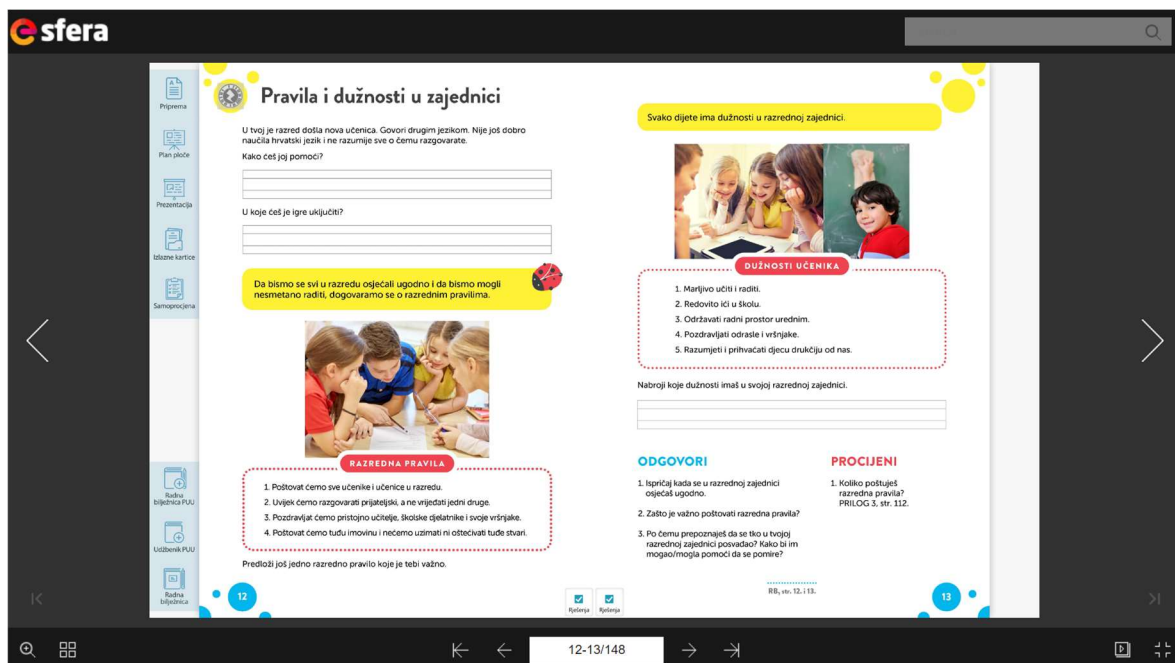 e sfera
Priprema
Plan ploče
Prezentacija
Izlazne kartice
Samoprocjena
Radna
bilježnica PUU
Udžbenik PUU
Radna
bilježnica
Pravila i dužnosti u zajednici
U tvoj je razred došla nova učenica. Govori drugim jezikom. Nije još dobro
naučila hrvatski jezik i ne razumije sve o čemu razgovarate.
Kako ćeš joj pomoći?
U koje ćeš je igre uključiti?
Da bismo se svi u razredu osjećali ugodno i da bismo mogli
nesmetano raditi, dogovaramo se o razrednim pravilima.
RAZREDNA PRAVILA
1. Poštovat ćemo sve učenike i učenice u razredu.
2. Uvijek ćemo razgovarati prijateljski, a ne vrijeđati jedni druge.
3. Pozdravljat ćemo pristojno učitelje, školske djelatnike i svoje vršnjake.
4. Poštovat ćemo tuđu imovinu i nećemo uzimati ni oštećivati tuđe stvari.
Predloži još jedno razredno pravilo koje je tebi važno.
12
Svako dijete ima dužnosti u razrednoj zajednici.
DUŽNOSTI UČENIKA
1. Marljivo učiti i raditi.
2. Redovito ići u školu.
3. Održavati radni prostor urednim.
4. Pozdravljati odrasle i vršnjake.
5. Razumjeti i prihvaćati djecu drukčiju od nas.
Nabroji koje dužnosti imaš u svojoj razrednoj zajednici.
ODGOVORI
1. Ispričaj kada se u razrednoj zajednici
osjećaš ugodno.
2. Zašto je važno poštovati razredna pravila?
3. Po čemu prepoznaješ da se tko u tvojoj
razrednoj zajednici posvađao? Kako bi im
mogao/mogla pomoći da se pomire?
PROCIJENI
1. Koliko poštuješ
razredna pravila?
PRILOG 3, str. 112.
RB, str. 12. i 13.
13
Rješenja
Rješenja
12-13/148